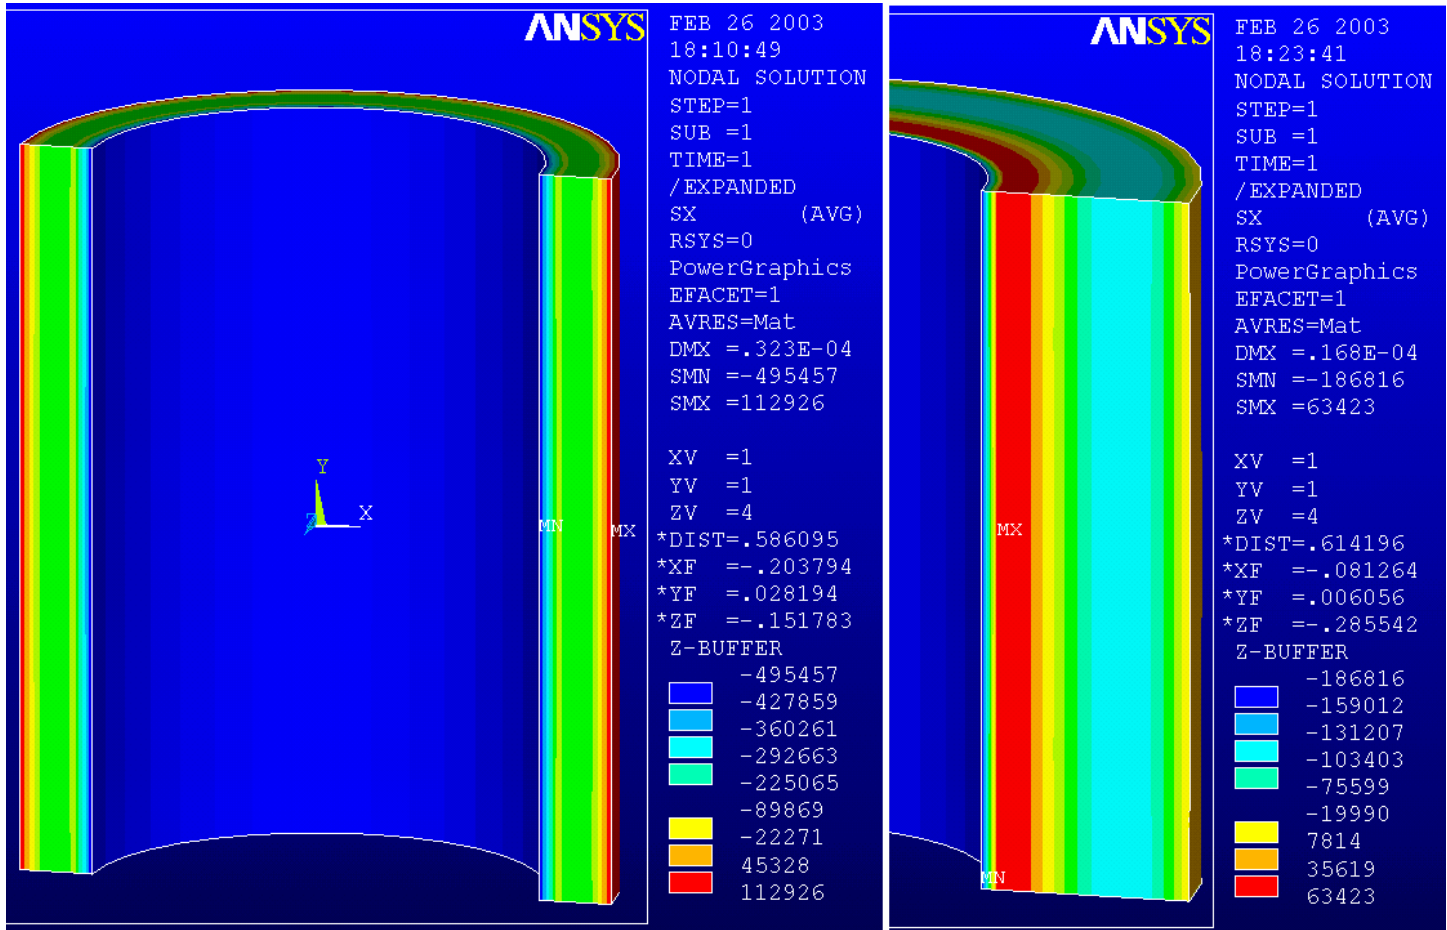 ANSYS
FEB 26 2003
18:10:49
NODAL SOLUTION
STEP=1
SUB =1
TIME=1
/EXPANDED
SX (AVG)
RSYS=0
PowerGraphics
EFACET=1
AVRES=Mat
DMX =.323E-04
SMN =-495457
SMX =112926
XV =1
YV =1
ZV =4
*DIST=.586095
*XF =-.203794
*YF =.028194
*ZF =-.151783
Z-BUFFER
-495457
-427859
-360261
-292663
-225065
-89869
-22271
45328
112926
Y
X
Z
MN
MX
ANSYS
FEB 26 2003
18:23:41
NODAL SOLUTION
STEP=1
SUB =1
TIME=1
/EXPANDED
SX (AVG)
RSYS=0
PowerGraphics
EFACET=1
AVRES=Mat
DMX =.168E-04
SMN =-186816
SMX =63423
XV =1
YV =1
ZV =4
*DIST=.614196
*XF =-.081264
*YF =.006056
*ZF =-.285542
Z-BUFFER
-186816
-159012
-131207
-103403
-75599
-19990
7814
35619
63423
MX
MN